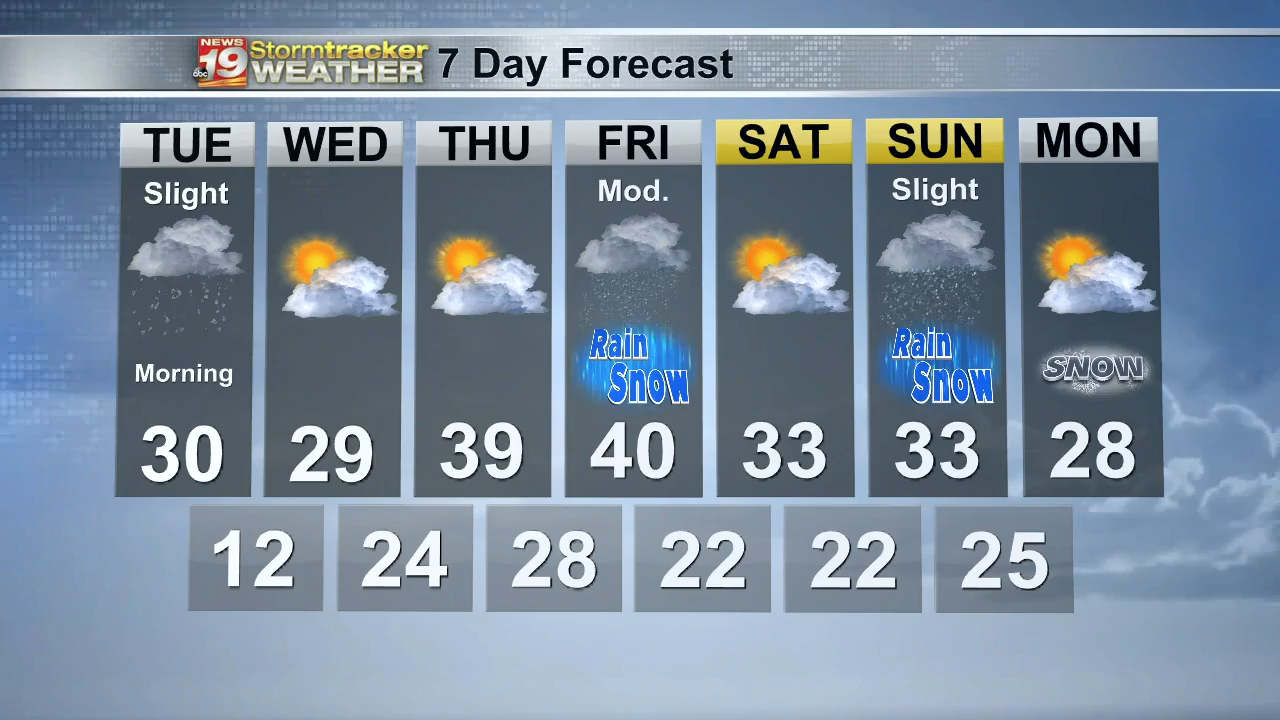 NEWS
abc 19
Stormtracker
WEATHER
7 Day Forecast
TUE WED THU FRI SAT SUN MON
Slight Mod. Slight
Rain Rain
Snow Snow
Morning SNOW
30 29 39 40 33 33 28
12 24 28 22 22 25